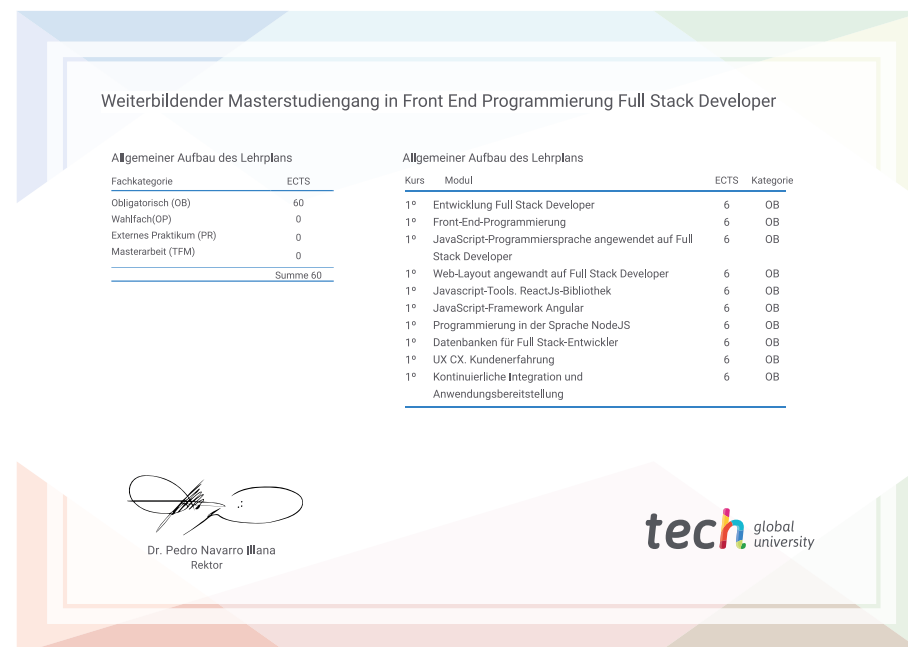 Weiterbildender Masterstudiengang in Front End Programmierung Full Stack Developer
Allgemeiner Aufbau des Lehrplans
Fachkategorie ECTS
Obligatorisch (OB) 60
Wahlfach(OP) 0
Externes Praktikum (PR) 0
Masterarbeit (TFM) 0
Summe 60
Allgemeiner Aufbau des Lehrplans
Kurs Modul ECTS Kategorie
1º Entwicklung Full Stack Developer 6 OB
1º Front-End-Programmierung 6 OB
1º JavaScript-Programmiersprache angewendet auf Full 6 OB
Stack Developer
1º Web-Layout angewandt auf Full Stack Developer 6 OB
1º Javascript-Tools. ReactJs-Bibliothek 6 OB
1º JavaScript-Framework Angular 6 OB
1º Programmierung in der Sprache NodeJS 6 OB
1º Datenbanken für Full Stack-Entwickler 6 OB
1º UX CX. Kundenerfahrung 6 OB
1º Kontinuierliche Integration und 6 OB
Anwendungsbereitstellung
Dr. Pedro Navarro Illana
Rektor
tech global
university